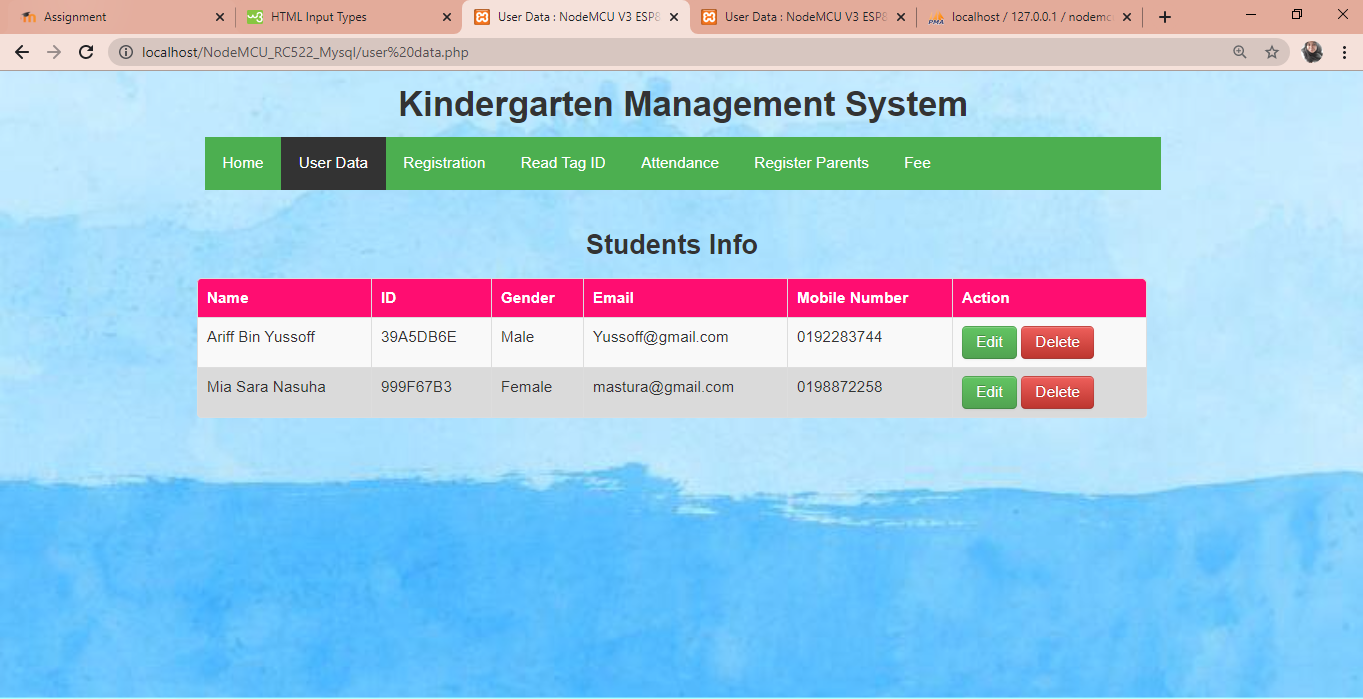 Assignment HTML Input Types User Data : NodeMCU V3 ESP8 User Data : NodeMCU V3 ESP8 localhost / 127.0.0.1 / nodemc
localhost/NodeMCU_RC522_Mysql/user%20data.php
Kindergarten Management System
Home User Data Registration Read Tag ID Attendance Register Parents Fee
Students Info
Name ID Gender Email Mobile Number Action
Ariff Bin Yussoff 39A5DB6E Male Yussoff@gmail.com 0192283744 Edit Delete
Mia Sara Nasuha 999F67B3 Female mastura@gmail.com 0198872258 Edit Delete